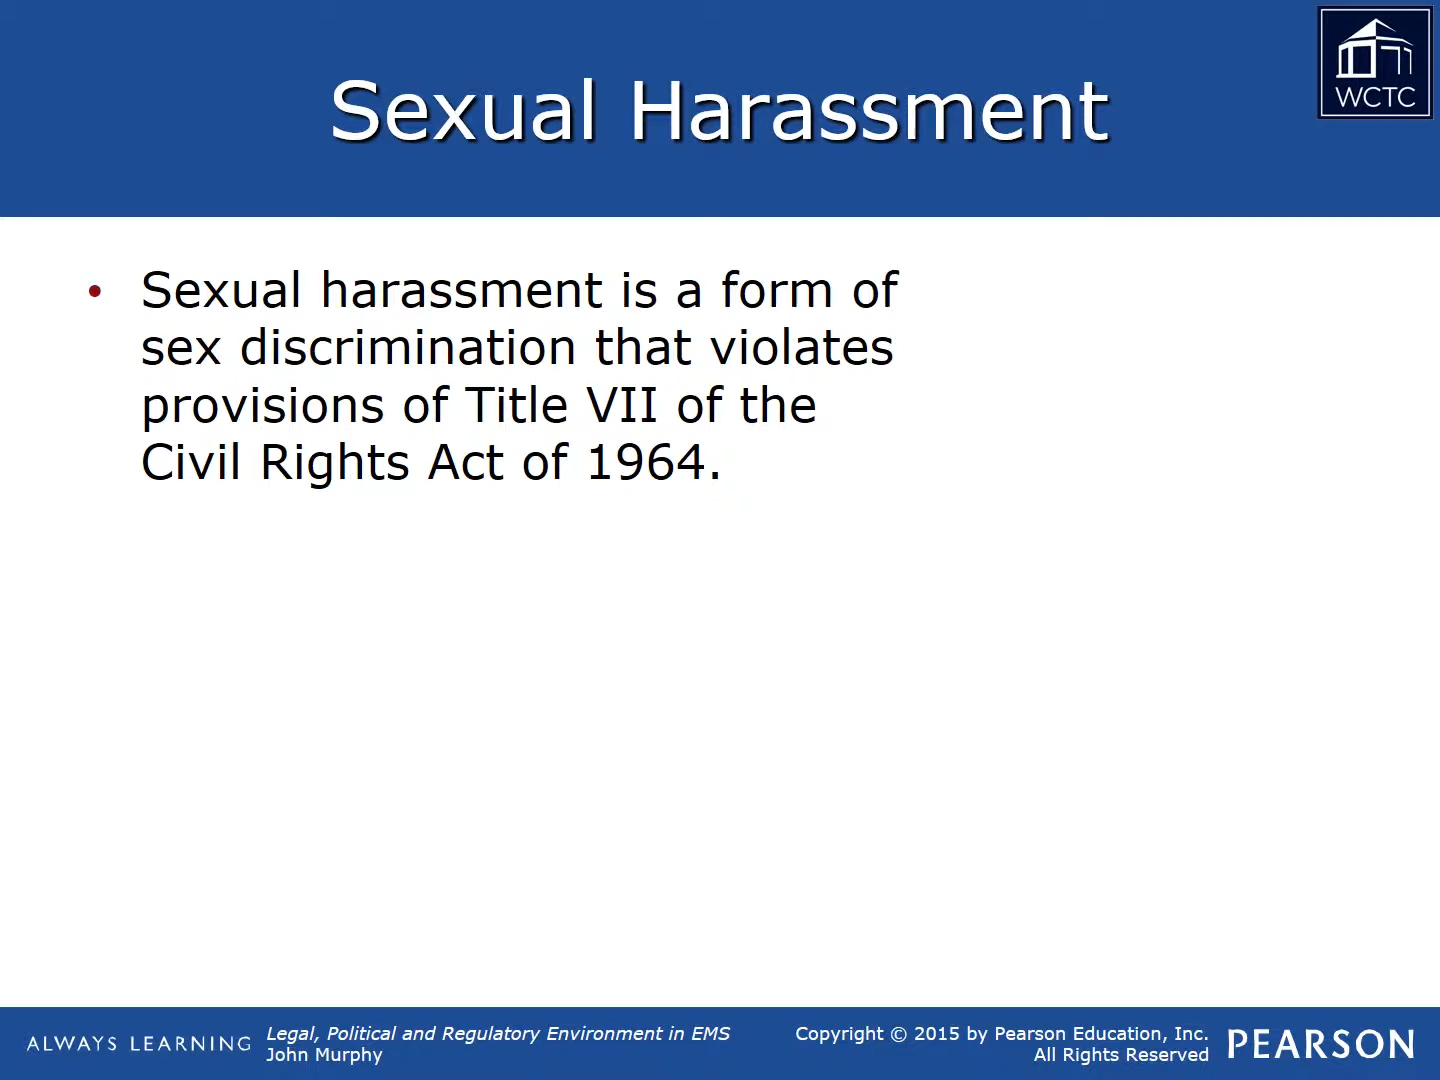 WCTC
Sexual Harassment
• Sexual harassment is a form of
sex discrimination that violates
provisions of Title VII of the
Civil Rights Act of 1964.
ALWAYS LEARNING
Legal, Political and Regulatory Environment in EMS
John Murphy
Copyright © 2015 by Pearson Education, Inc.
All Rights Reserved
PEARSON